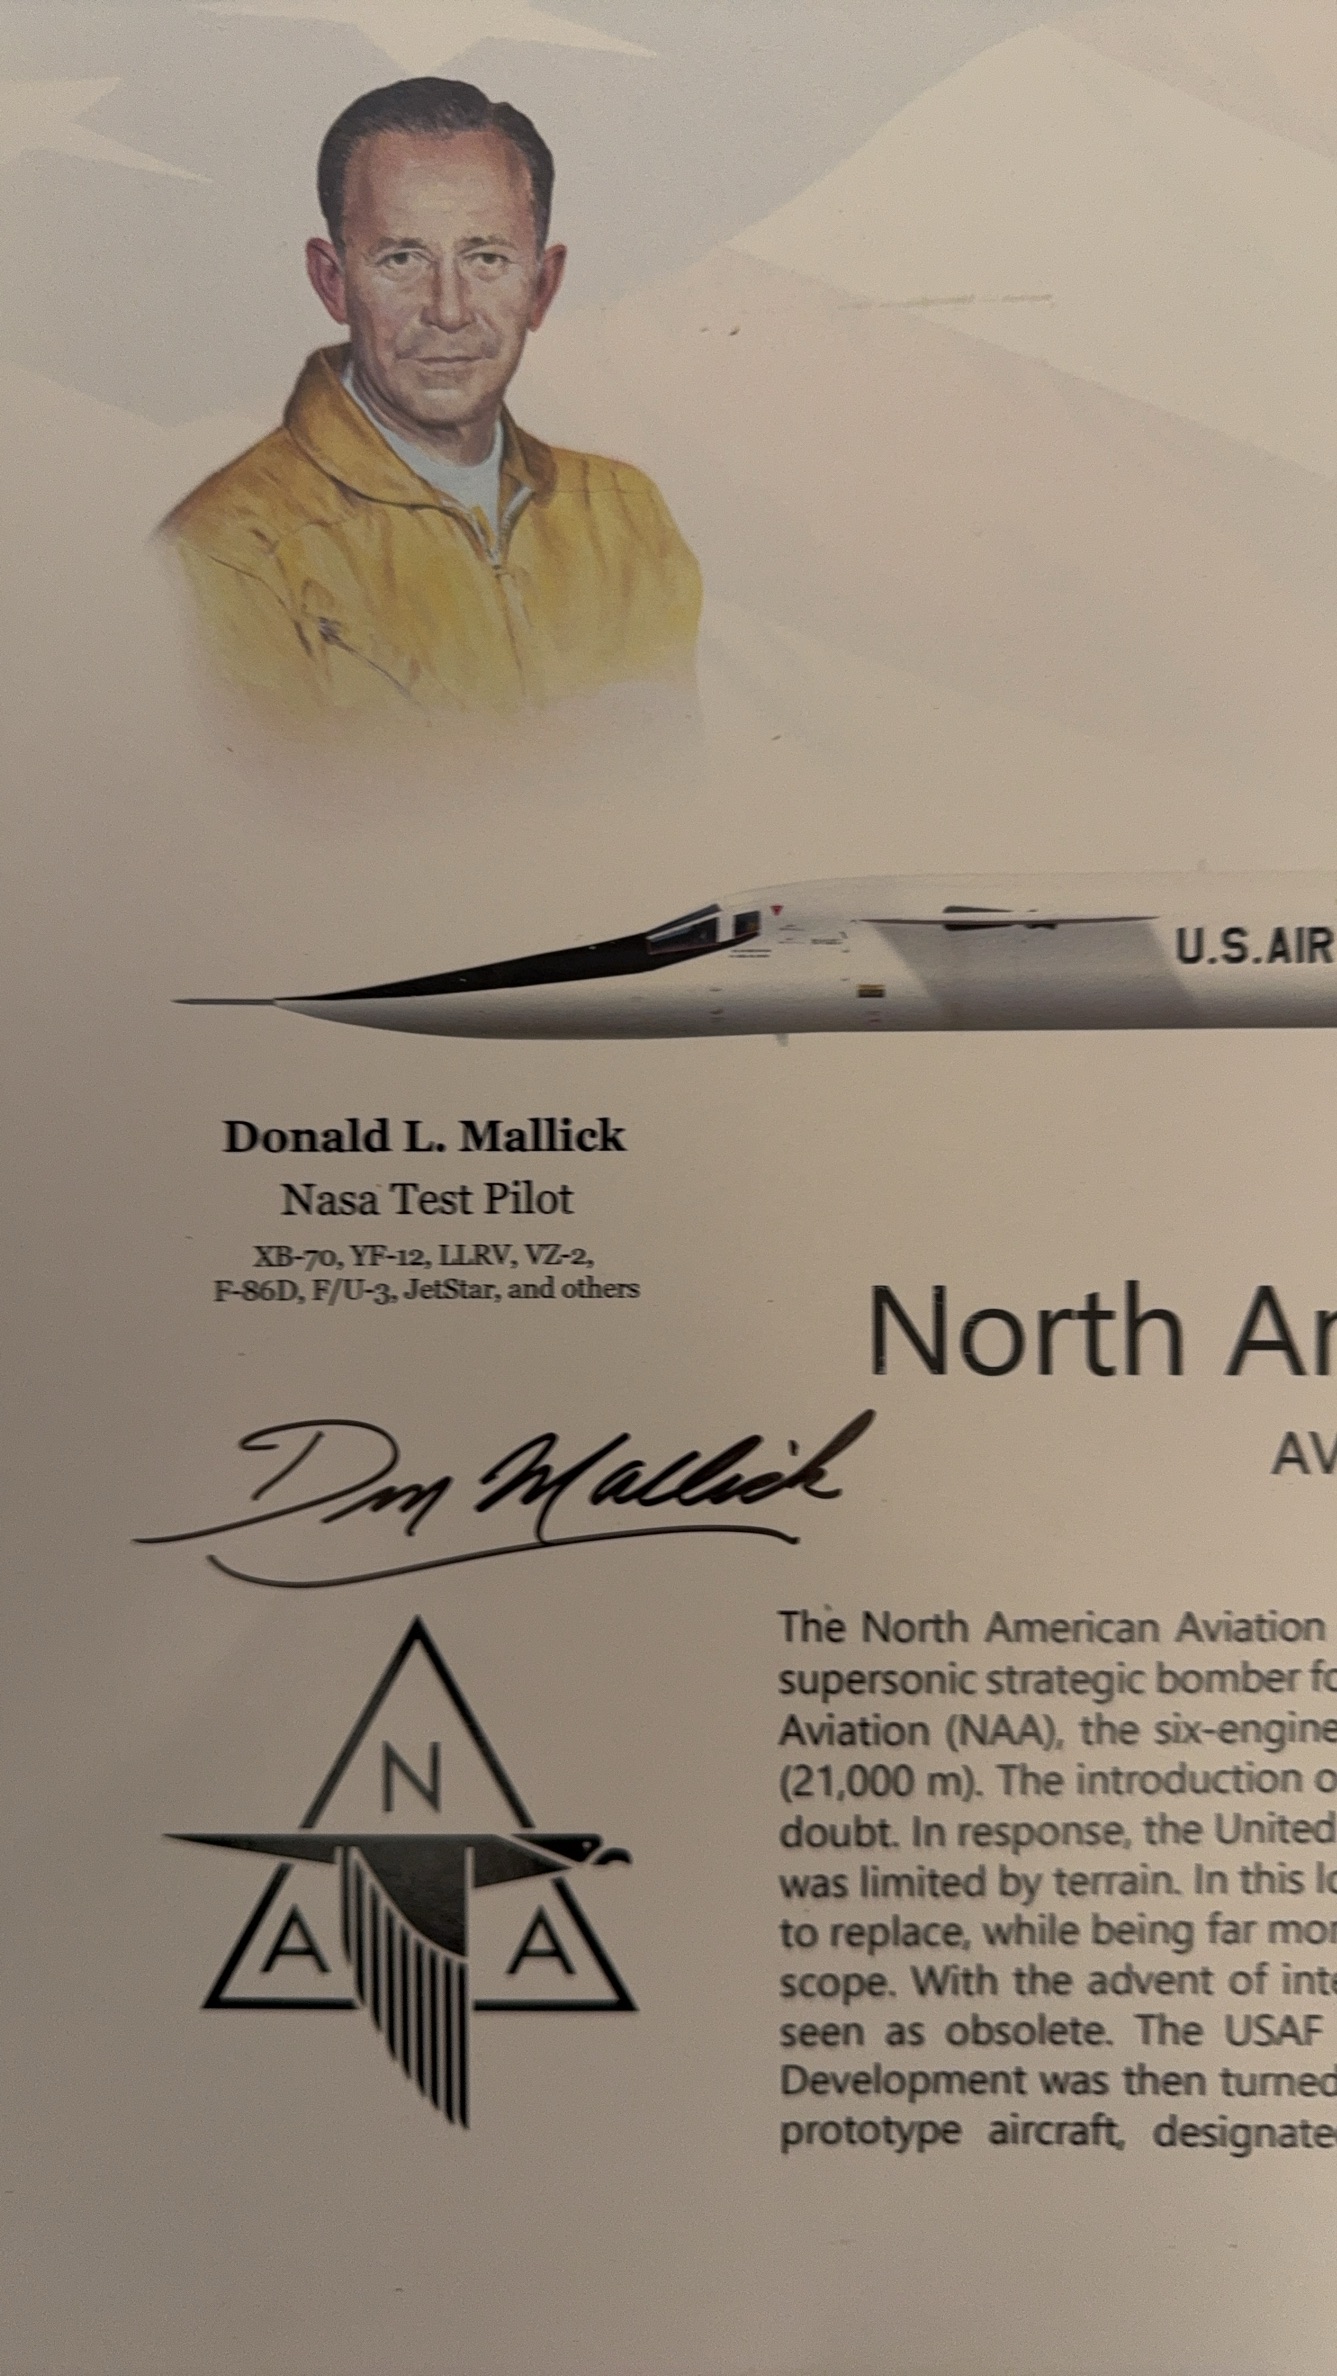 U.S.AIR
Donald L. Mallick
Nasa Test Pilot
XB-70, YF-12, LLRV, VZ-2,
F-86D, F/U-3, JetStar, and others
North Am
AV
Don Mallick
The North American Aviation
supersonic strategic bomber fo
Aviation (NAA), the six-engine
(21,000 m). The introduction o
doubt. In response, the United
was limited by terrain. In this lo
to replace, while being far mor
scope. With the advent of inte
seen as obsolete. The USAF
Development was then turned
prototype aircraft, designated
N
A A